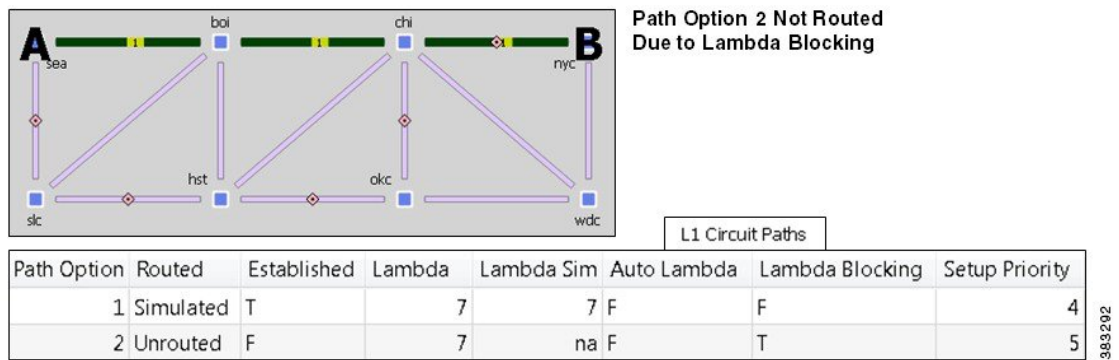 boi
chi
Path Option 2 Not Routed
Due to Lambda Blocking
A
1
1
B
sea
nyc
hst
okc
slc
wdc
L1 Circuit Paths
Path Option Routed Established Lambda Lambda Sim Auto Lambda Lambda Blocking Setup Priority
1 Simulated T 7 7 F F 4
2 Unrouted F 7 na F T 5
383292